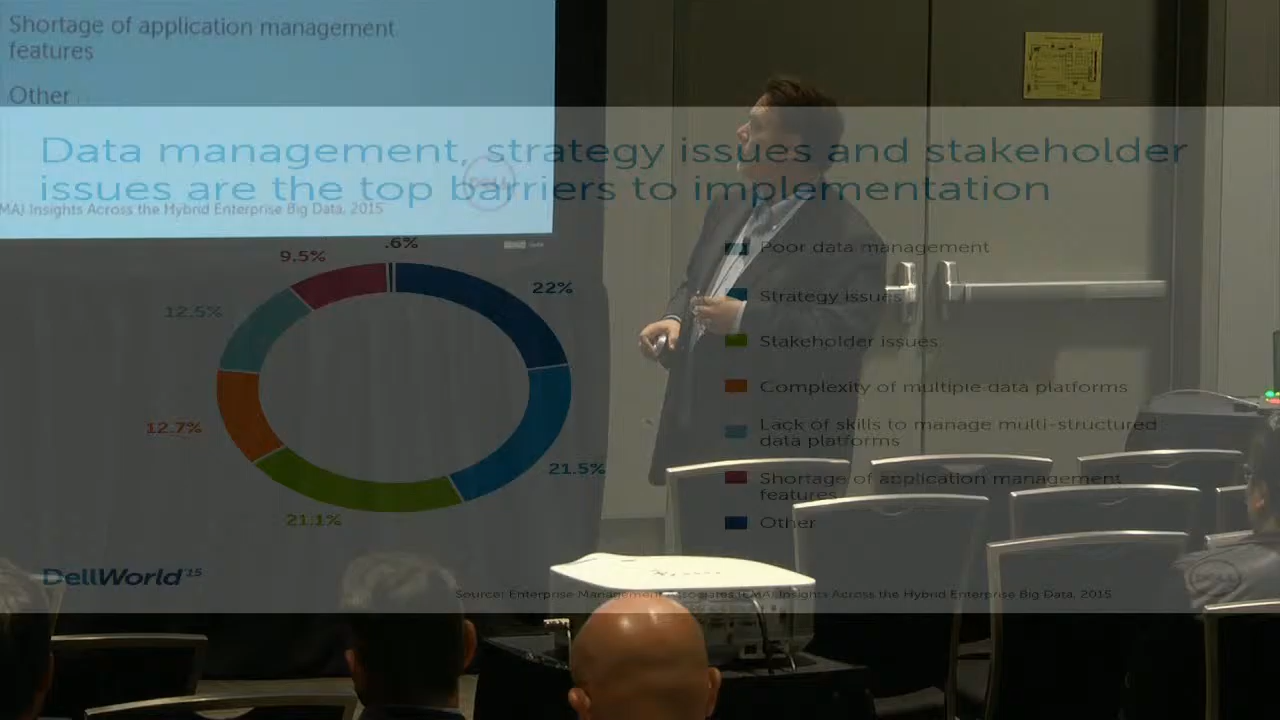 Shortage of application management
features
Other
MA) Insights Across the Hybrid Enterprise Big Data, 2015
Data management, strategy issues and stakeholder
issues are the top barriers to implementation
.6%
9.5%
22%
12.5%
12.7%
21.5%
21.1%
Poor data management
Strategy issues
Stakeholder issues
Complexity of multiple data platforms
Lack of skills to manage multi-structured
data platforms
Shortage of application management
features
Other
DellWorld'15
Source: Enterprise Management Associates (EMA) Insights Across the Hybrid Enterprise Big Data, 2015